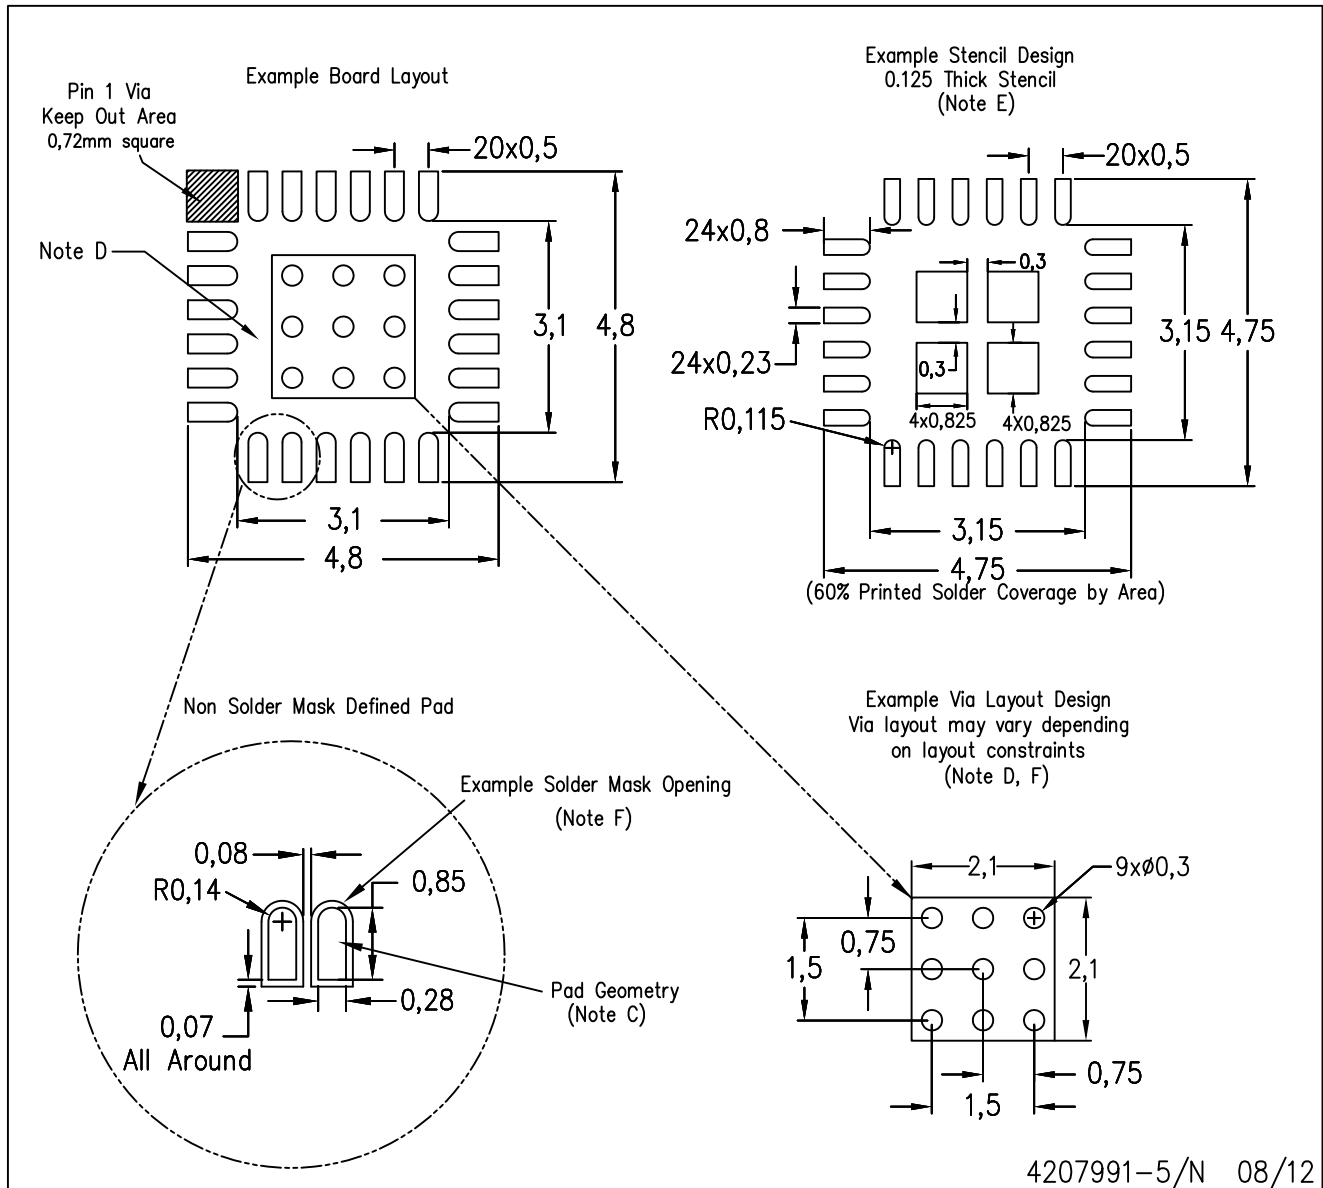 Example Board Layout
Pin 1 Via
Keep Out Area
0,72mm square
Note D
20x0,5
3,1
4,8
3,1
4,8
Example Stencil Design
0.125 Thick Stencil
(Note E)
20x0,5
24x0,8
0,3
24x0,23
0,3
3,15
4,75
4x0,825
4X0,825
R0,115
3,15
4,75
(60% Printed Solder Coverage by Area)
Non Solder Mask Defined Pad
Example Solder Mask Opening
(Note F)
0,08
R0,14
0,85
0,28
Pad Geometry
(Note C)
0,07
All Around
Example Via Layout Design
Via layout may vary depending
on layout constraints
(Note D, F)
2,1
9xø0,3
0,75
1,5
2,1
0,75
1,5
4207991-5/N 08/12